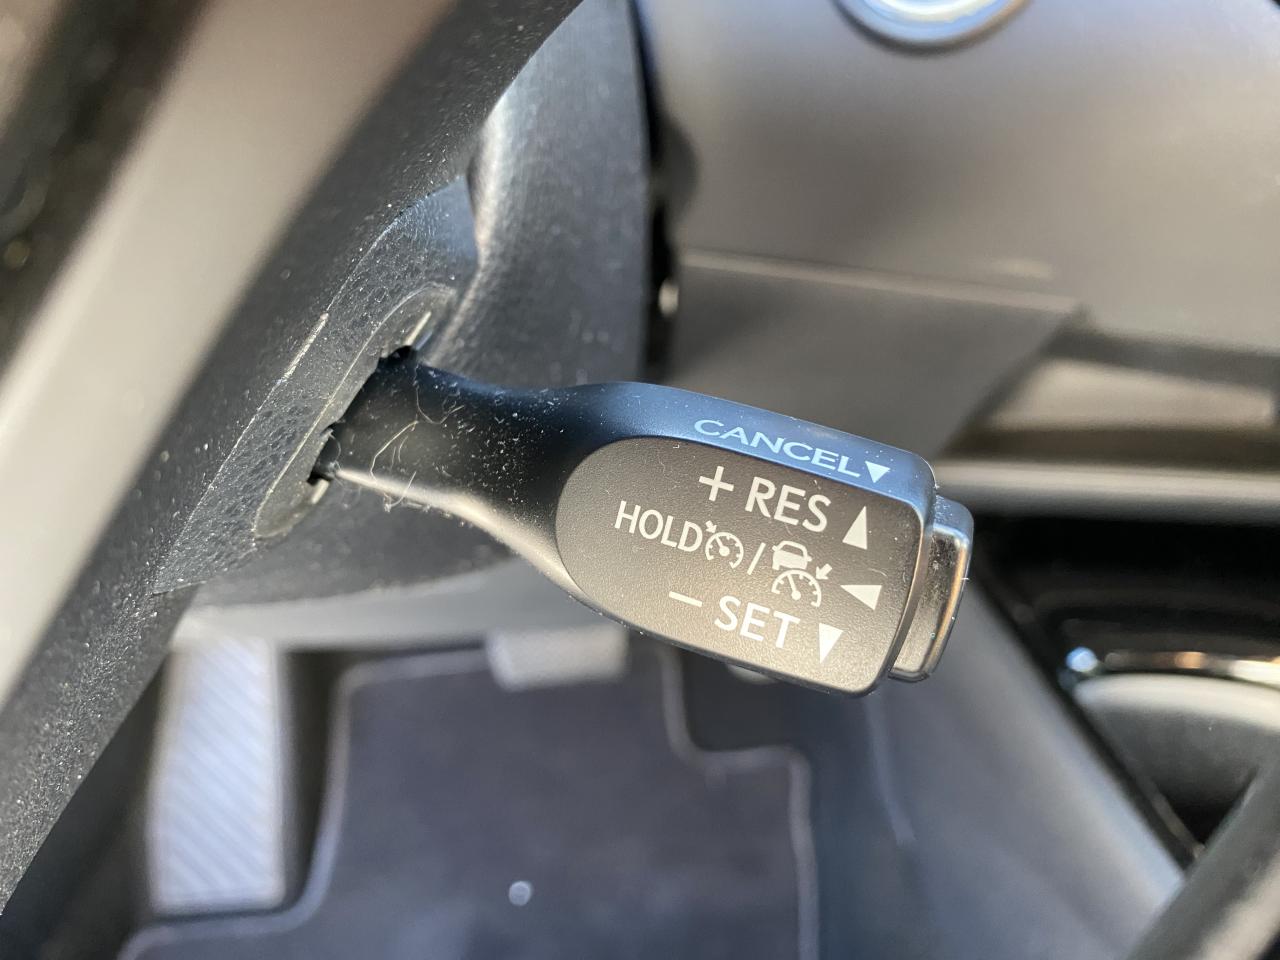 CANCEL▼
+ RES ▲
HOLD / ◀
− SET ▼